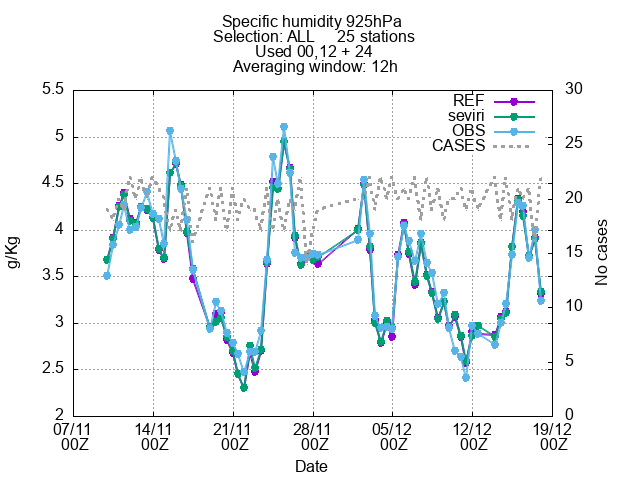 Specific humidity 925hPa
Selection: ALL 25 stations
Used 00,12 + 24
Averaging window: 12h
5.5 30
REF
seviri
OBS
CASES
5 25
4.5 20
4 15
3.5 10
3 5
2.5
2 0
g/Kg
No cases
07/11 14/11 21/11 28/11 05/12 12/12 19/12
00Z 00Z 00Z 00Z 00Z 00Z 00Z
Date